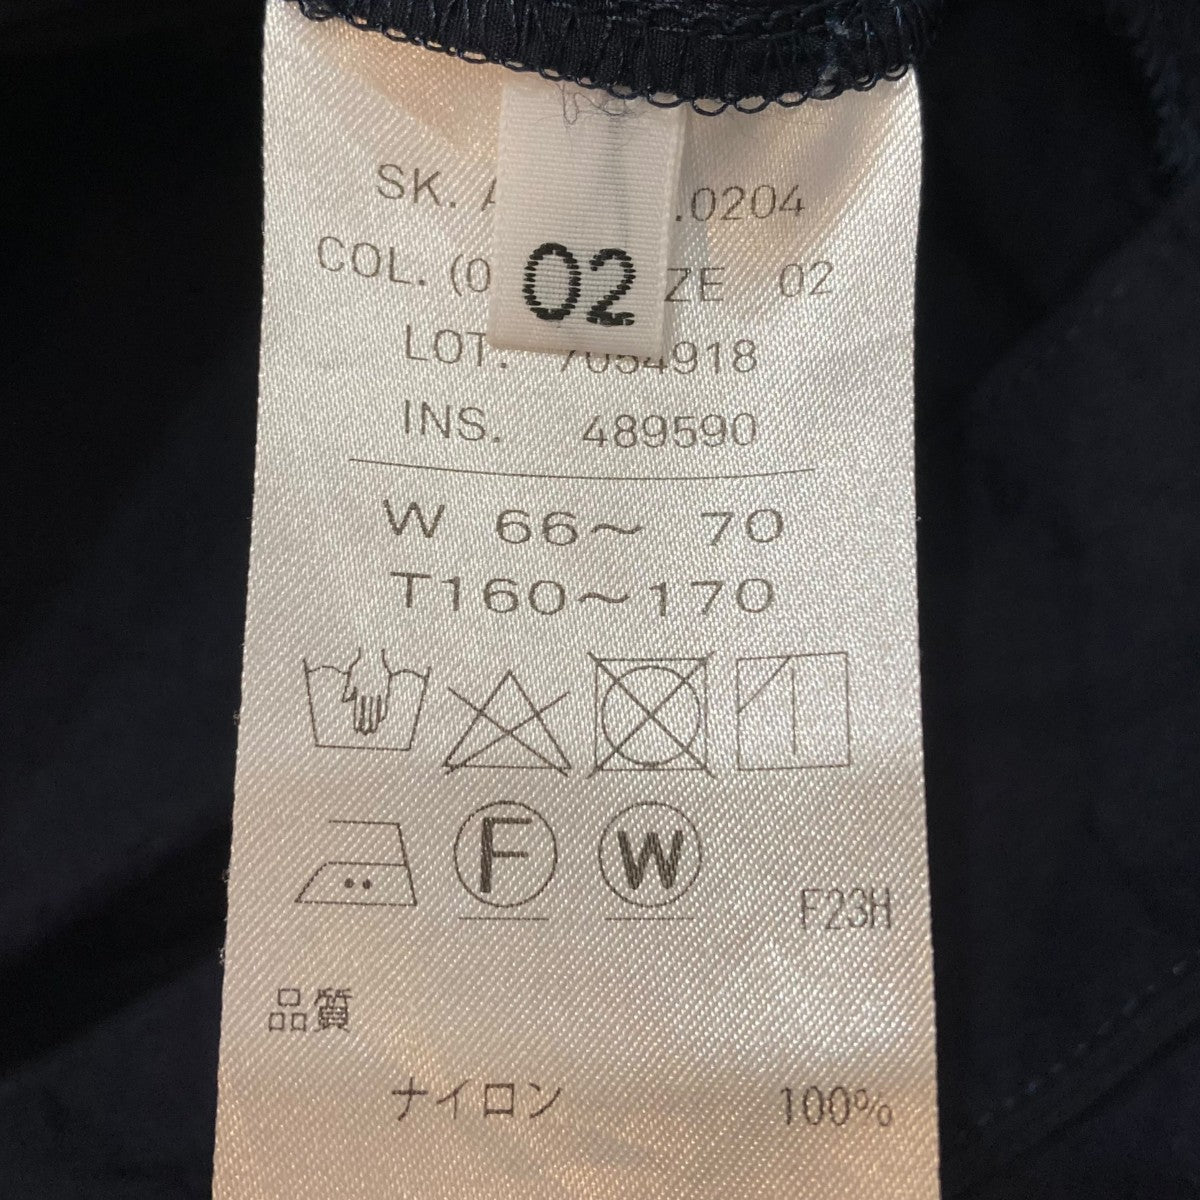 SK. .0204
COL. (0 ZE 02
02
LOT. 7054918
INS. 489590
W 66～ 70
T160～170
F W
F23H
品質
ナイロン 100%